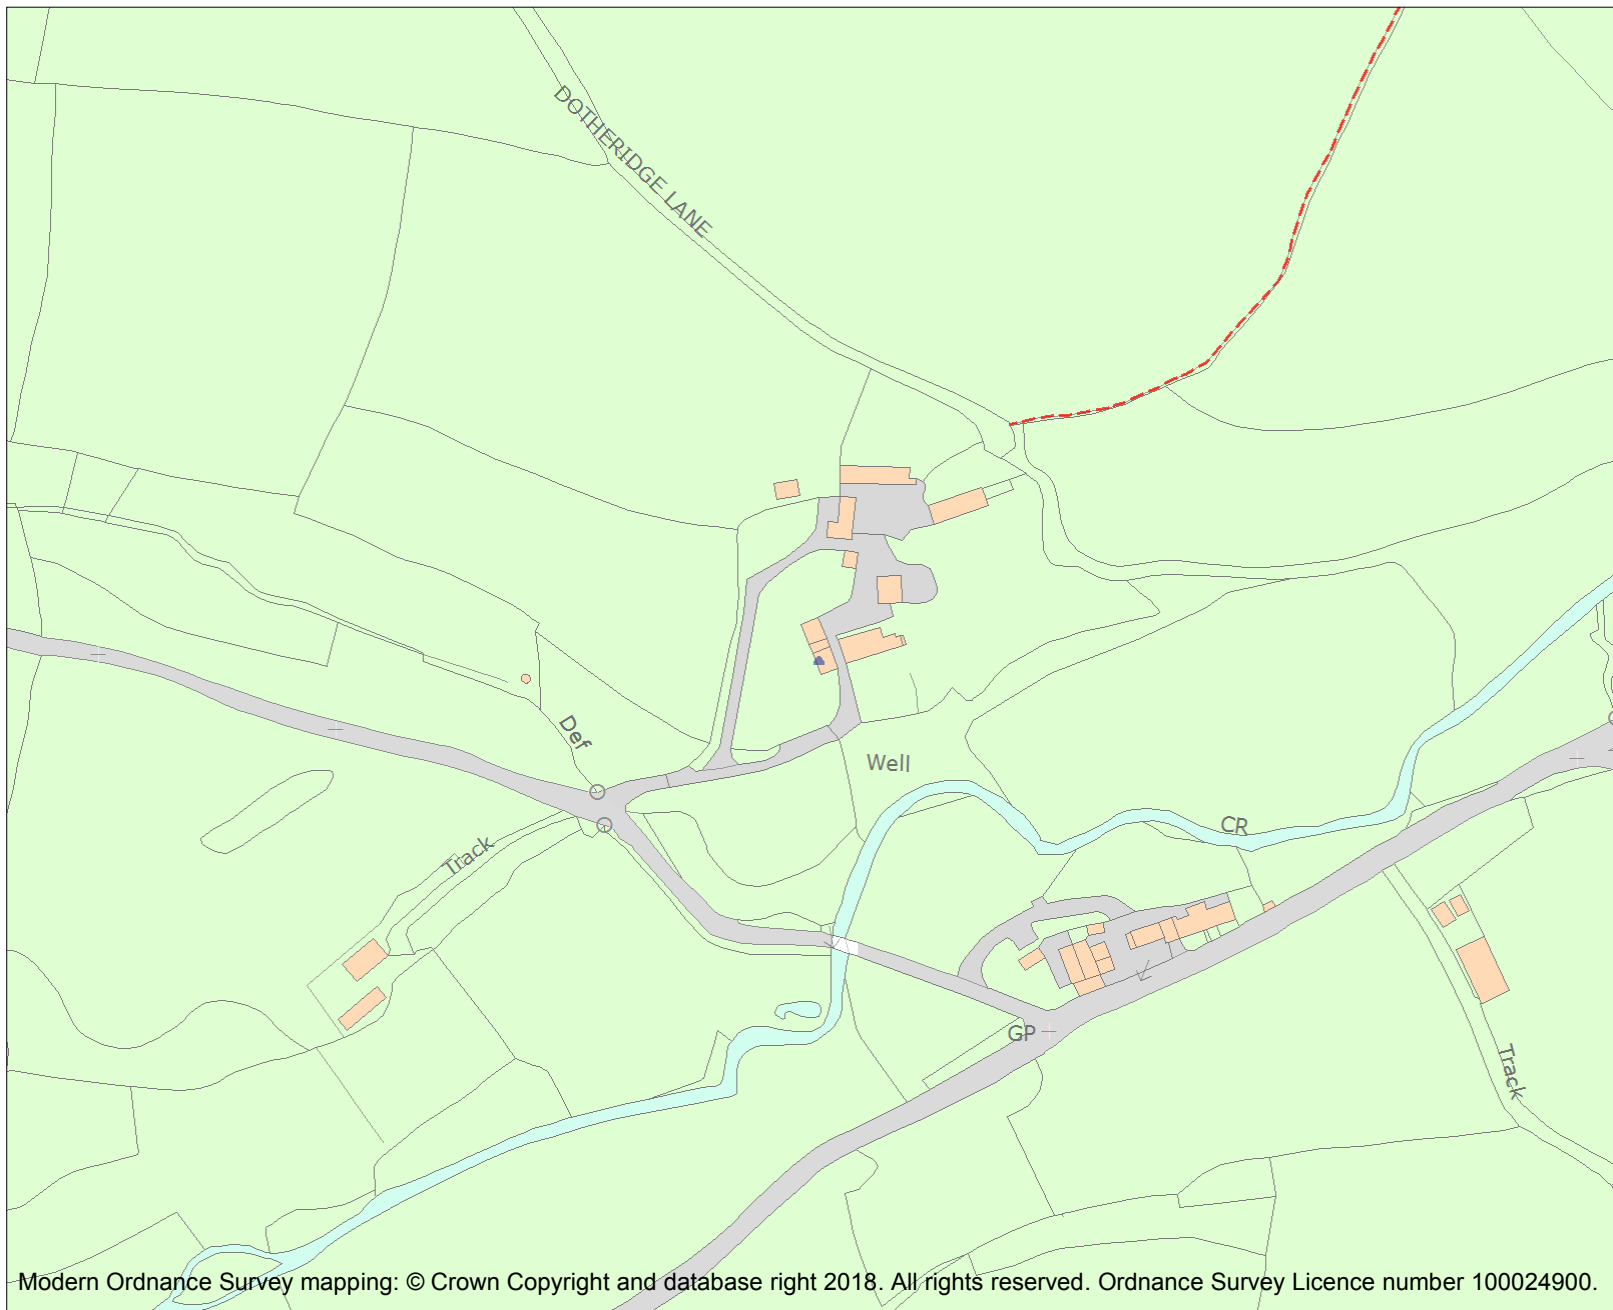 DOTHERIDGE LANE
Def
Well
CR
Track
GP
Track
Modern Ordnance Survey mapping: © Crown Copyright and database right 2018. All rights reserved. Ordnance Survey Licence number 100024900.